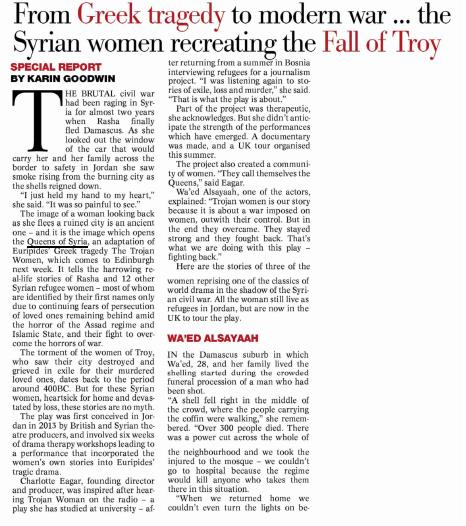 From Greek tragedy to modern war ... the
Syrian women recreating the Fall of Troy
SPECIAL REPORT
BY KARIN GOODWIN
THE BRUTAL civil war
had been raging in Syr-
ia for almost two years
when Rasha finally
fled Damascus. As she
looked out the window
of the car that would
carry her and her family across the
border to safety in Jordan she saw
smoke rising from the burning city as
the shells reigned down.
"I just held my hand to my heart,"
she said. "It was so painful to see."
The image of a woman looking back
as she flees a ruined city is an ancient
one – and it is the image which opens
the Queens of Syria, an adaptation of
Euripides' Greek tragedy The Trojan
Women, which comes to Edinburgh
next week. It tells the harrowing re-
al-life stories of Rasha and 12 other
Syrian refugee women – most of whom
are identified by their first names only
due to continuing fears of persecution
of loved ones remaining behind amid
the horror of the Assad regime and
Islamic State, and their fight to over-
come the horrors of war.
The torment of the women of Troy,
who saw their city destroyed and
grieved in exile for their murdered
loved ones, dates back to the period
around 400BC. But for these Syrian
women, heartsick for home and devas-
tated by loss, these stories are no myth.
The play was first conceived in Jor-
dan in 2013 by British and Syrian the-
atre producers, and involved six weeks
of drama therapy workshops leading to
a performance that incorporated the
women's own stories into Euripides'
tragic drama.
Charlotte Eagar, founding director
and producer, was inspired after hear-
ing Trojan Woman on the radio – a
play she has studied at university – af-
ter returning from a summer in Bosnia
interviewing refugees for a journalism
project. "I was listening again to sto-
ries of exile, loss and murder," she said.
"That is what the play is about."
Part of the project was therapeutic,
she acknowledges. But she didn't antic-
ipate the strength of the performances
which have emerged. A documentary
was made, and a UK tour organised
this summer.
The project also created a communi-
ty of women. "They call themselves the
Queens," said Eagar.
Wa'ed Alsayaah, one of the actors,
explained: "Trojan women is our story
because it is about a war imposed on
women, outwith their control. But in
the end they overcame. They stayed
strong and they fought back. That's
what we are doing with this play –
fighting back."
Here are the stories of three of the
women reprising one of the classics of
world drama in the shadow of the Syri-
an civil war. All the woman still live as
refugees in Jordan, but are now in the
UK to tour the play.
WA'ED ALSAYAAH
IN the Damascus suburb in which
Wa'ed, 28, and her family lived the
shelling started during the crowded
funeral procession of a man who had
been shot.
"A shell fell right in the middle of
the crowd, where the people carrying
the coffin were walking," she remem-
bered. "Over 300 people died. There
was a power cut across the whole of
the neighbourhood and we took the
injured to the mosque – we couldn't
go to hospital because the regime
would kill anyone who takes them
there in this situation.
"When we returned home we
couldn't even turn the lights on be-